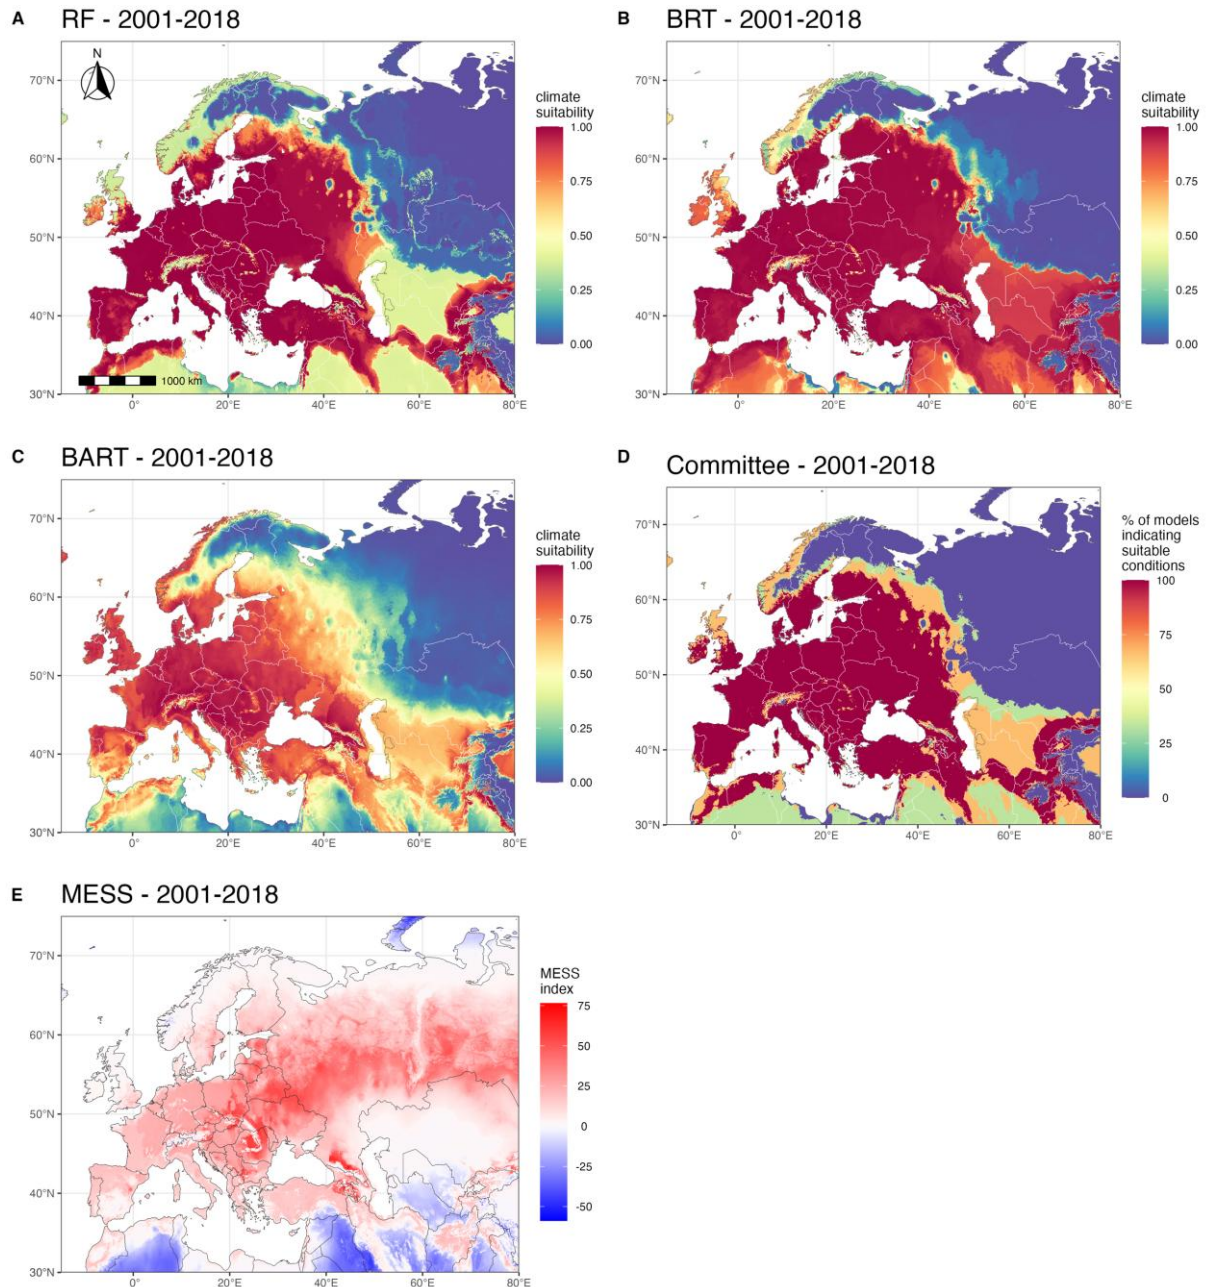 A RF - 2001-2018
B BRT - 2001-2018
N
70°N
60°N
50°N
40°N
30°N
0°
20°E
40°E
60°E
80°E
1000 km
climate
suitability
1.00
0.75
0.50
0.25
0.00
70°N
60°N
50°N
40°N
30°N
0°
20°E
40°E
60°E
80°E
climate
suitability
1.00
0.75
0.50
0.25
0.00
C BART - 2001-2018
D Committee - 2001-2018
70°N
60°N
50°N
40°N
30°N
0°
20°E
40°E
60°E
80°E
climate
suitability
1.00
0.75
0.50
0.25
0.00
70°N
60°N
50°N
40°N
30°N
0°
20°E
40°E
60°E
80°E
% of models
indicating
suitable
conditions
100
75
50
25
0
E MESS - 2001-2018
70°N
60°N
50°N
40°N
30°N
0°
20°E
40°E
60°E
80°E
MESS
index
75
50
25
0
-25
-50